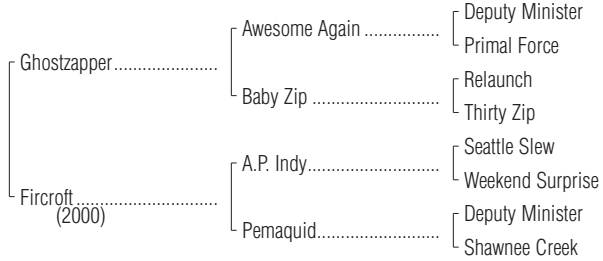 Deputy Minister
Awesome Again ................
Primal Force
Ghostzapper......................
Relaunch
Baby Zip ...........................
Thirty Zip
Seattle Slew
A.P. Indy............................
Weekend Surprise
Fircroft..............................
(2000)
Deputy Minister
Pemaquid..........................
Shawnee Creek